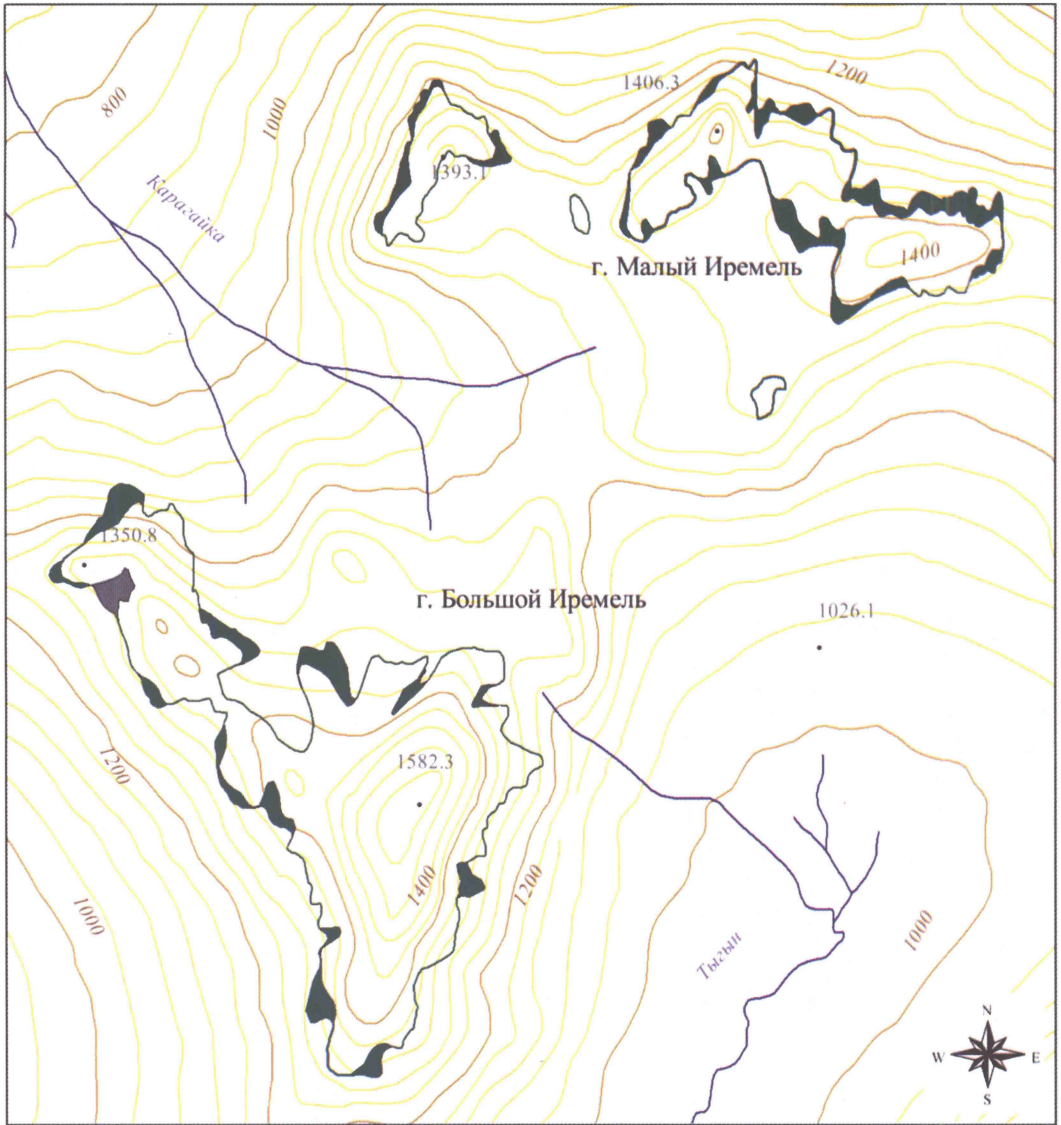 1406.3
1200
800
1000
1393.1
Карагайка
1400
г. Малый Иремель
1350.8
г. Большой Иремель
1026.1
1200
1582.3
1400
1200
1000
1000
Тыгын
N
W
E
S